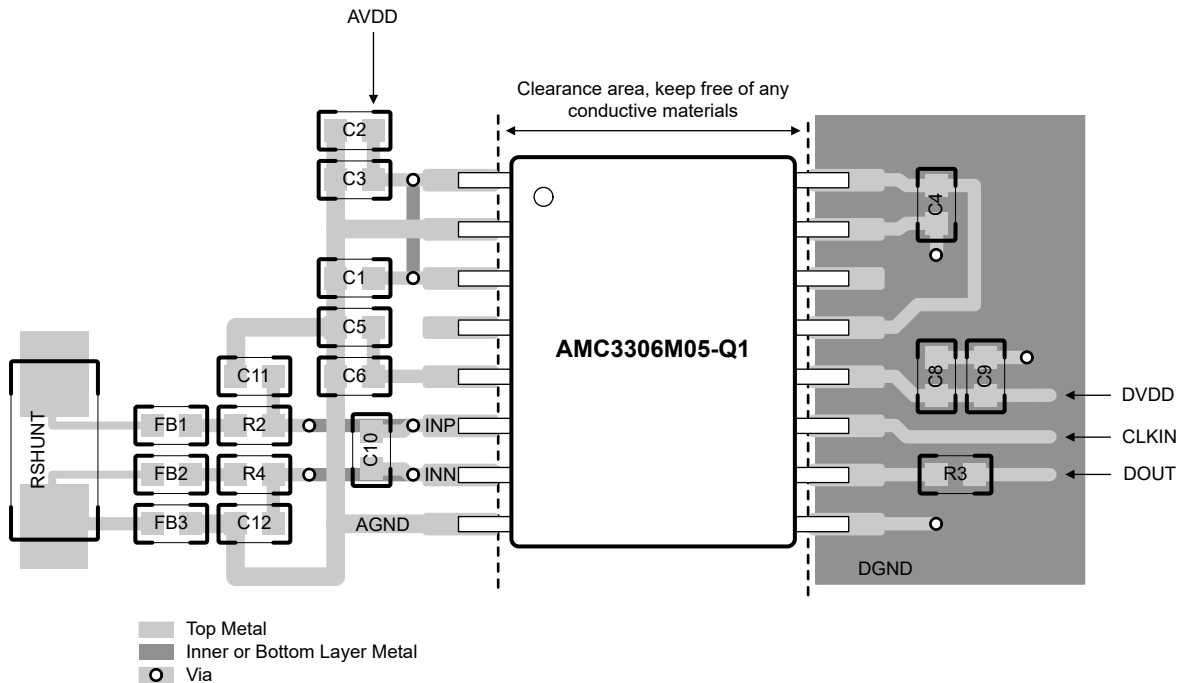 AVDD
Clearance area, keep free of any
conductive materials
C2
C3
C4
C1
C5
AMC3306M05-Q1
C11
C6
C8
C9
DVDD
RSHUNT
FB1
R2
C10
INP
CLKIN
FB2
R4
INN
R3
DOUT
FB3
C12
AGND
DGND
Top Metal
Inner or Bottom Layer Metal
Via